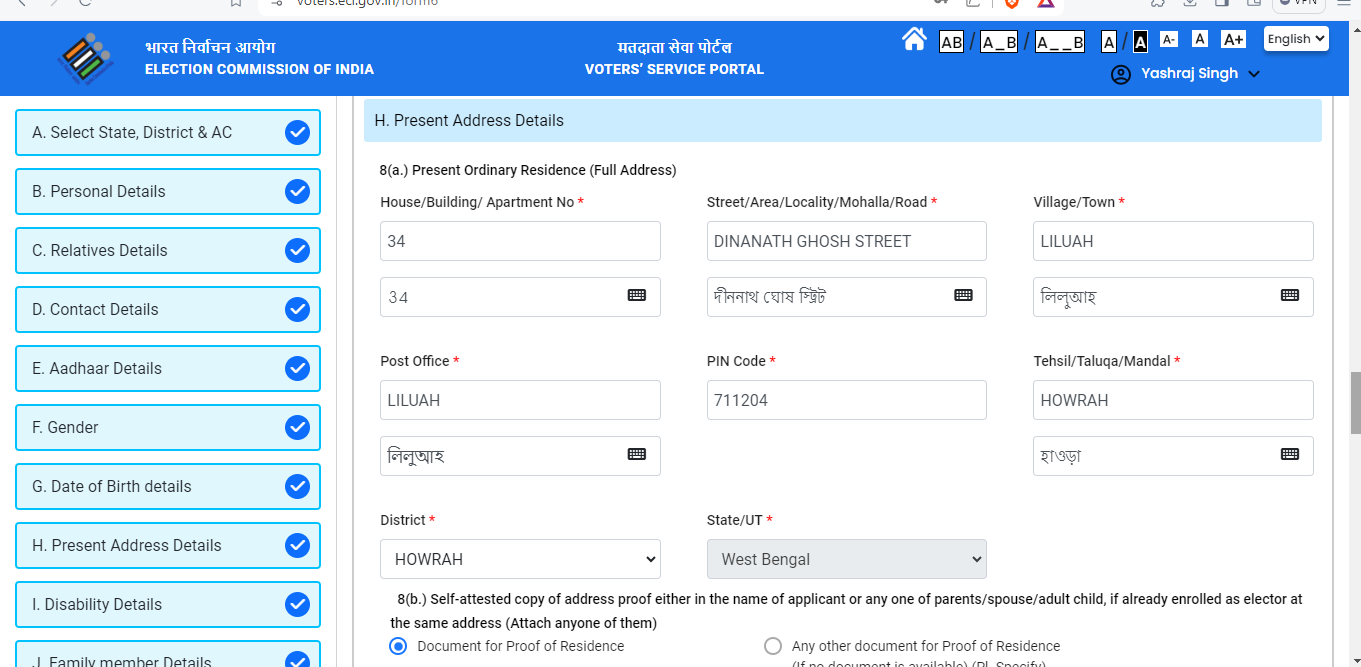 voters.eci.gov.in/form6
VPN
भारत निर्वाचन आयोग
ELECTION COMMISSION OF INDIA
मतदाता सेवा पोर्टल
VOTERS' SERVICE PORTAL
AB / A_B / A__B A / A A- A A+ English
Yashraj Singh
A. Select State, District & AC
B. Personal Details
C. Relatives Details
D. Contact Details
E. Aadhaar Details
F. Gender
G. Date of Birth details
H. Present Address Details
I. Disability Details
J. Family member Details
H. Present Address Details
8(a.) Present Ordinary Residence (Full Address)
House/Building/ Apartment No * Street/Area/Locality/Mohalla/Road * Village/Town *
34 DINANATH GHOSH STREET LILUAH
34 দীননাথ ঘোষ স্ট্রিট লিলুআহ
Post Office * PIN Code * Tehsil/Taluqa/Mandal *
LILUAH 711204 HOWRAH
লিলুআহ হাওড়া
District * State/UT *
HOWRAH West Bengal
8(b.) Self-attested copy of address proof either in the name of applicant or any one of parents/spouse/adult child, if already enrolled as elector at
the same address (Attach anyone of them)
Document for Proof of Residence Any other document for Proof of Residence
(If no document is available) (Pl. Specify)